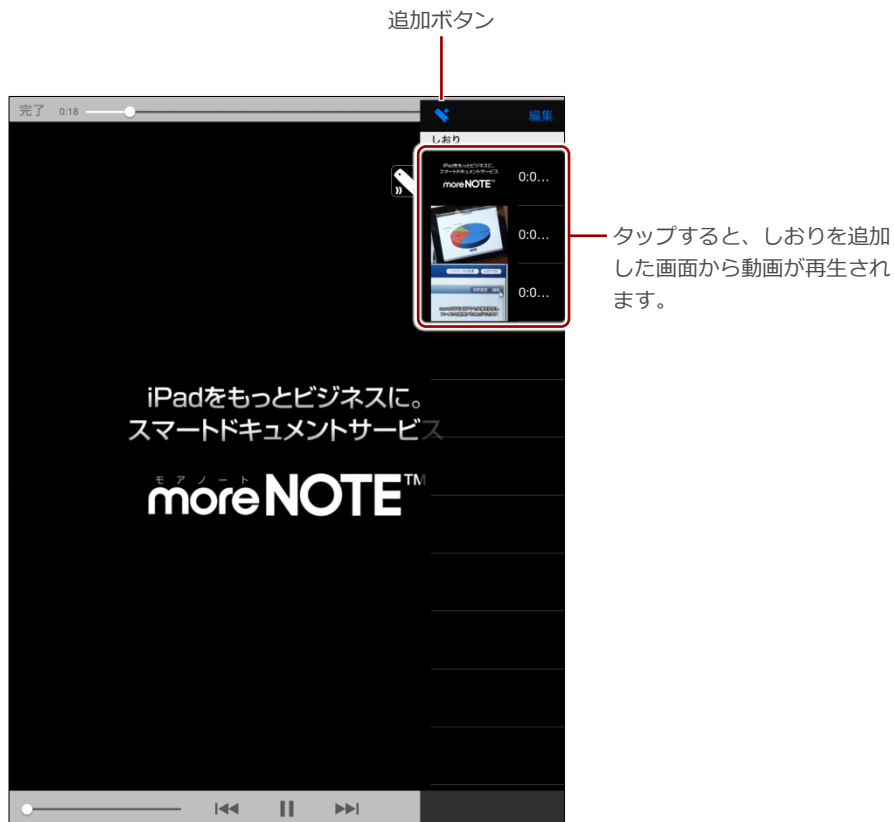 追加ボタン
完了 0:18
編集
しおり
iPadをもっとビジネスに。
スマートドキュメントサービス
moreNOTE™
0:0...
0:0...
0:0...
タップすると、しおりを追加
した画面から動画が再生され
ます。
iPadをもっとビジネスに。
スマートドキュメントサービス
モアノート
moreNOTE™